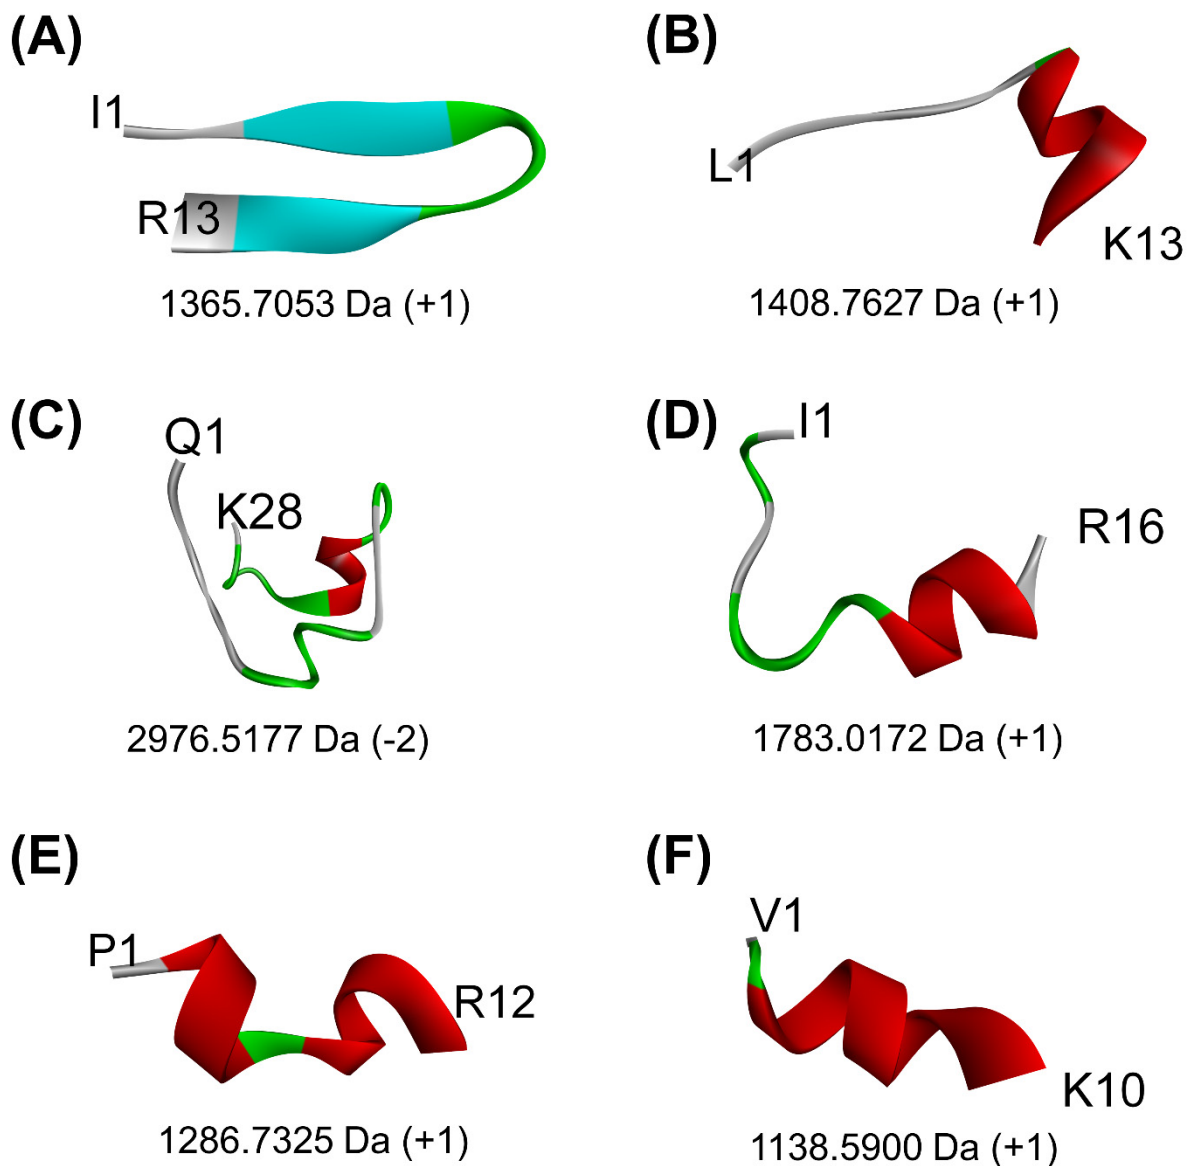 (A)
I1
R13
1365.7053 Da (+1)
(B)
L1
K13
1408.7627 Da (+1)
(C)
Q1
K28
2976.5177 Da (-2)
(D)
I1
R16
1783.0172 Da (+1)
(E)
P1
R12
1286.7325 Da (+1)
(F)
V1
K10
1138.5900 Da (+1)